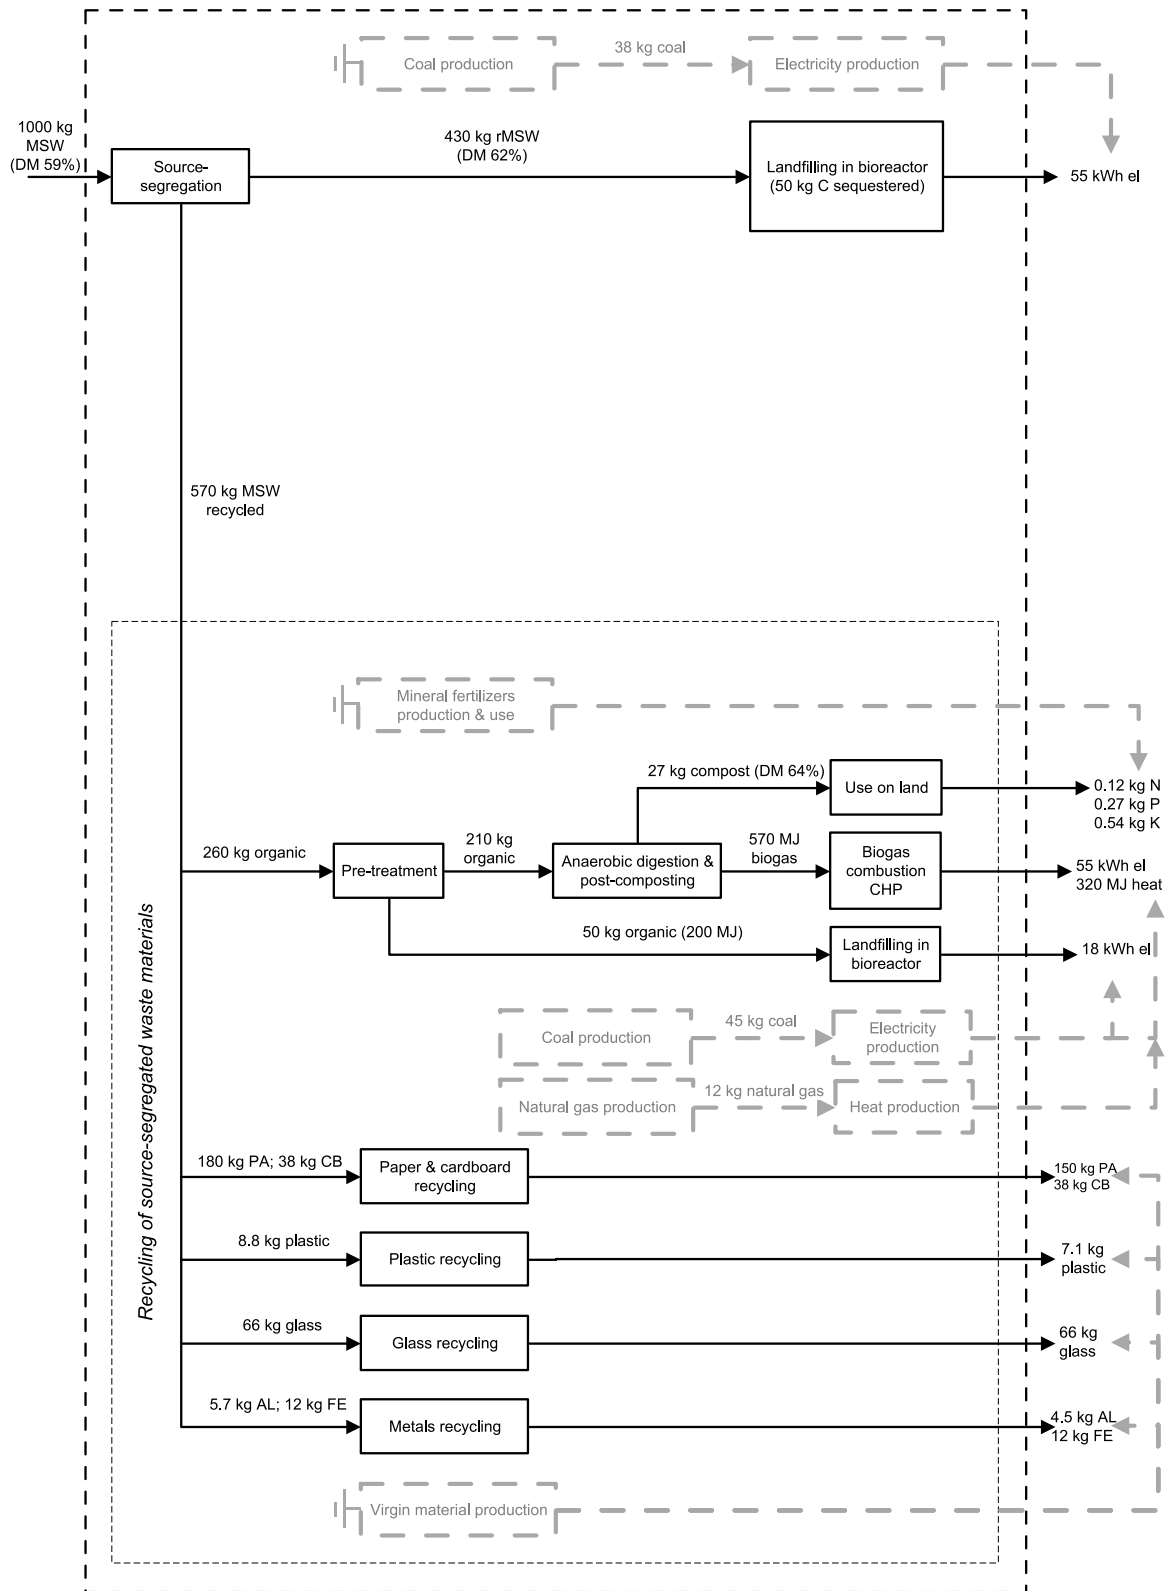 Coal production
38 kg coal
Electricity production
1000 kg
MSW
(DM 59%)
Source-
segregation
430 kg rMSW
(DM 62%)
Landfilling in bioreactor
(50 kg C sequestered)
55 kWh el
570 kg MSW
recycled
Recycling of source-segregated waste materials
Mineral fertilizers
production & use
27 kg compost (DM 64%)
Use on land
0.12 kg N
0.27 kg P
0.54 kg K
260 kg organic
Pre-treatment
210 kg
organic
Anaerobic digestion &
post-composting
570 MJ
biogas
Biogas
combustion
CHP
55 kWh el
320 MJ heat
50 kg organic (200 MJ)
Landfilling in
bioreactor
18 kWh el
Coal production
45 kg coal
Electricity
production
Natural gas production
12 kg natural gas
Heat production
180 kg PA; 38 kg CB
Paper & cardboard
recycling
150 kg PA
38 kg CB
8.8 kg plastic
Plastic recycling
7.1 kg
plastic
66 kg glass
Glass recycling
66 kg
glass
5.7 kg AL; 12 kg FE
Metals recycling
4.5 kg AL
12 kg FE
Virgin material production